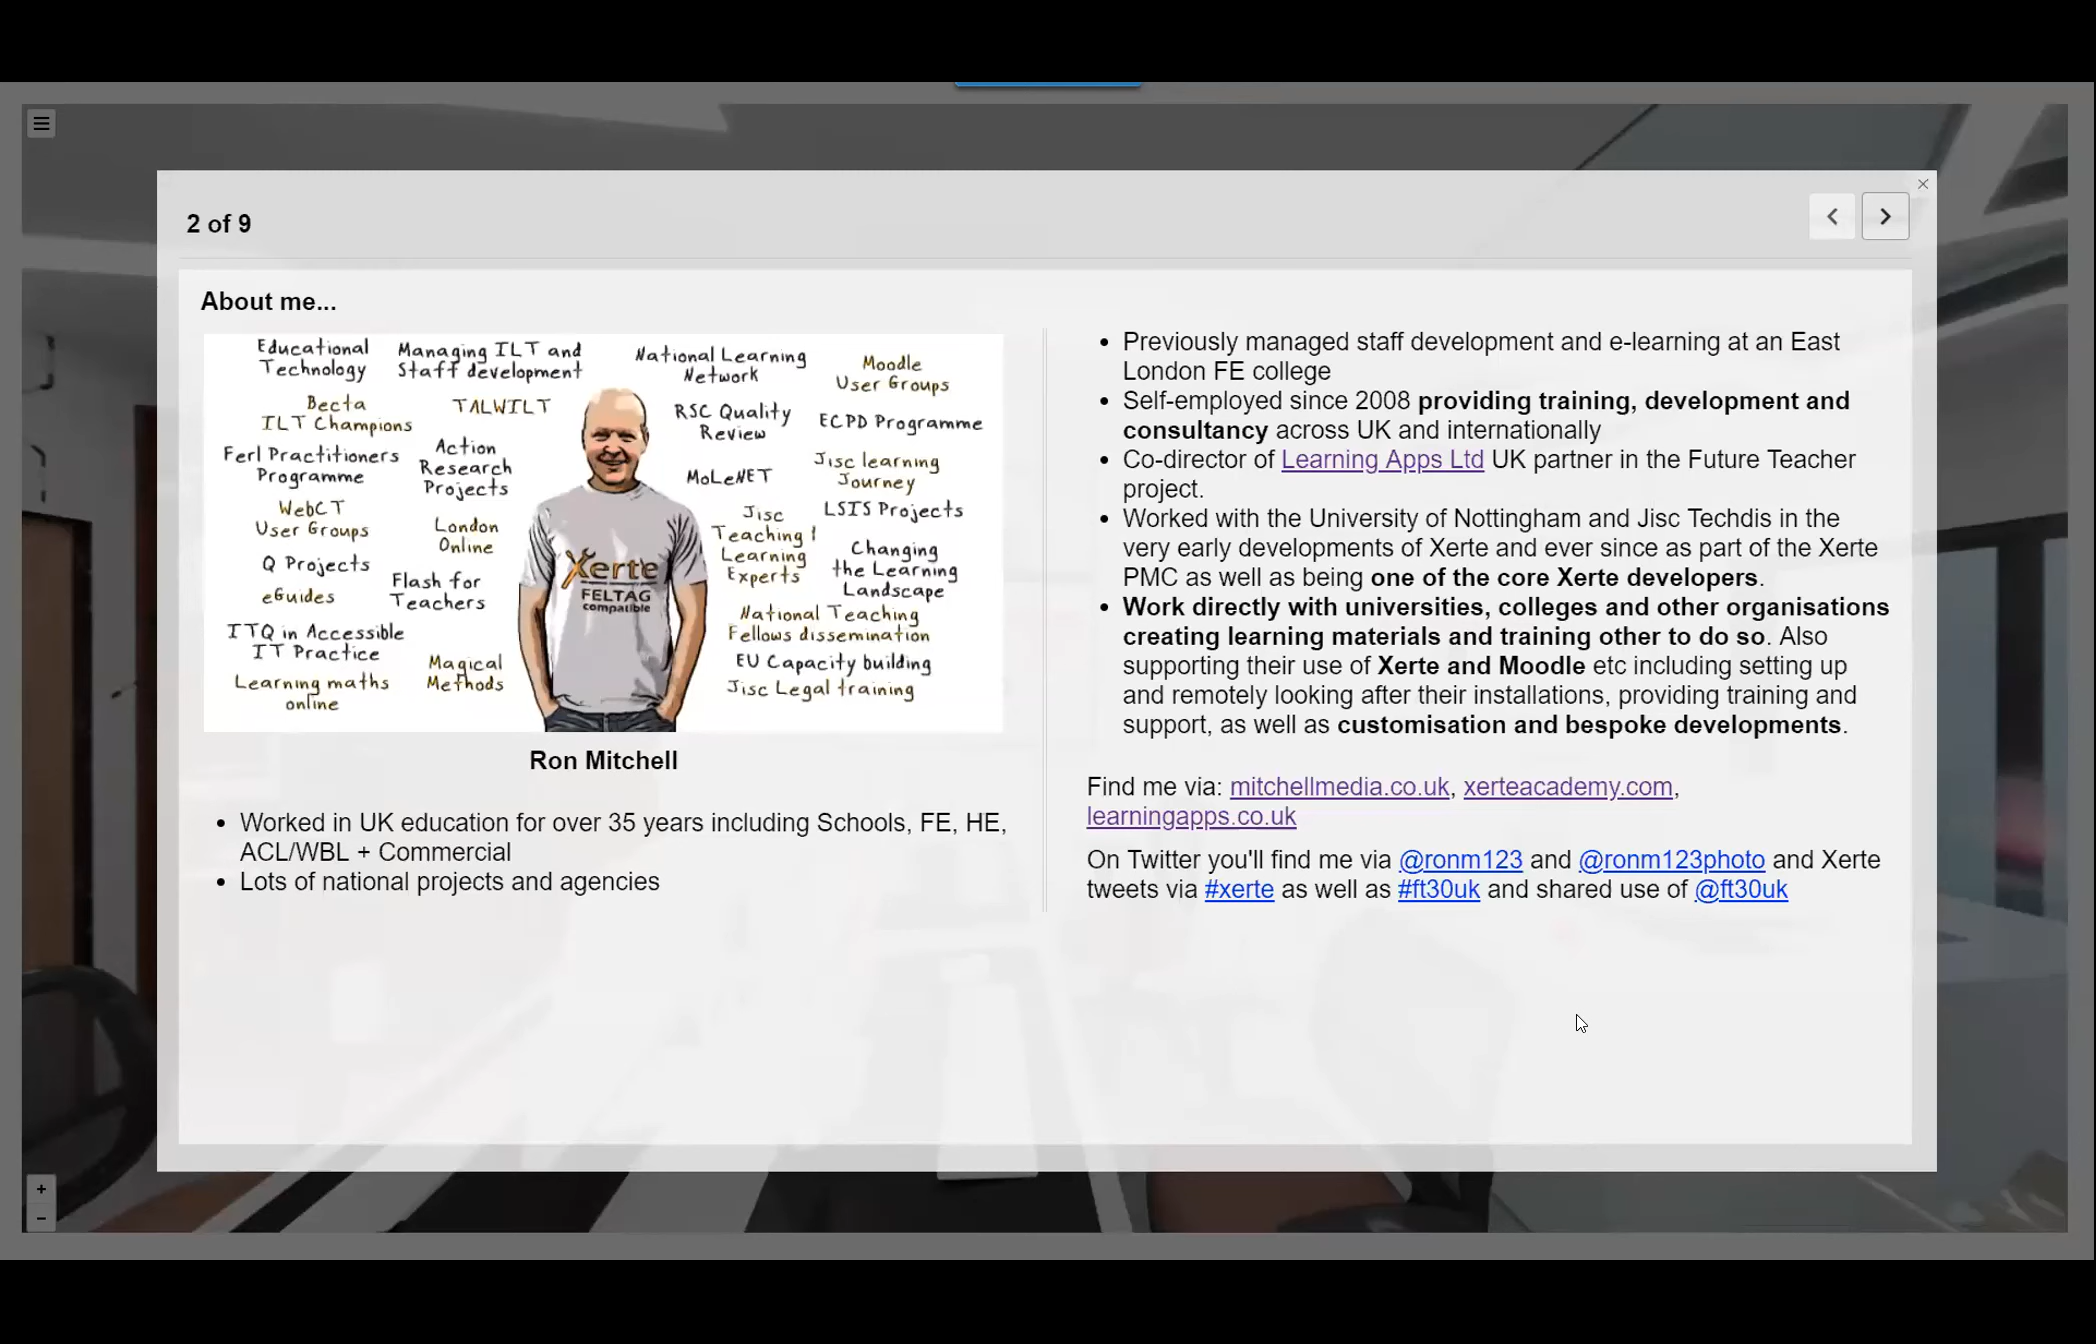 2 of 9
About me...
Educational
Technology
Managing ILT and
Staff development
National Learning
Network
Moodle
User Groups
Becta
ILT Champions
TALWILT
RSC Quality
Review
ECPD Programme
Ferl Practitioners
Programme
Action
Research
Projects
MoLeNET
Jisc learning
Journey
WebCT
User Groups
London
Online
Jisc
Teaching |
Learning
Experts
LSIS Projects
Q Projects
Changing
the Learning
Landscape
eGuides
Flash for
Teachers
Xerte
FELTAG
compatible
National Teaching
Fellows dissemination
ITQ in Accessible
IT Practice
Magical
Methods
EU Capacity building
Learning maths
online
Jisc Legal training
Ron Mitchell
• Worked in UK education for over 35 years including Schools, FE, HE,
ACL/WBL + Commercial
• Lots of national projects and agencies
• Previously managed staff development and e-learning at an East
London FE college
• Self-employed since 2008 providing training, development and
consultancy across UK and internationally
• Co-director of Learning Apps Ltd UK partner in the Future Teacher
project.
• Worked with the University of Nottingham and Jisc Techdis in the
very early developments of Xerte and ever since as part of the Xerte
PMC as well as being one of the core Xerte developers.
• Work directly with universities, colleges and other organisations
creating learning materials and training other to do so. Also
supporting their use of Xerte and Moodle etc including setting up
and remotely looking after their installations, providing training and
support, as well as customisation and bespoke developments.
Find me via: mitchellmedia.co.uk, xerteacademy.com,
learningapps.co.uk
On Twitter you'll find me via @ronm123 and @ronm123photo and Xerte
tweets via #xerte as well as #ft30uk and shared use of @ft30uk